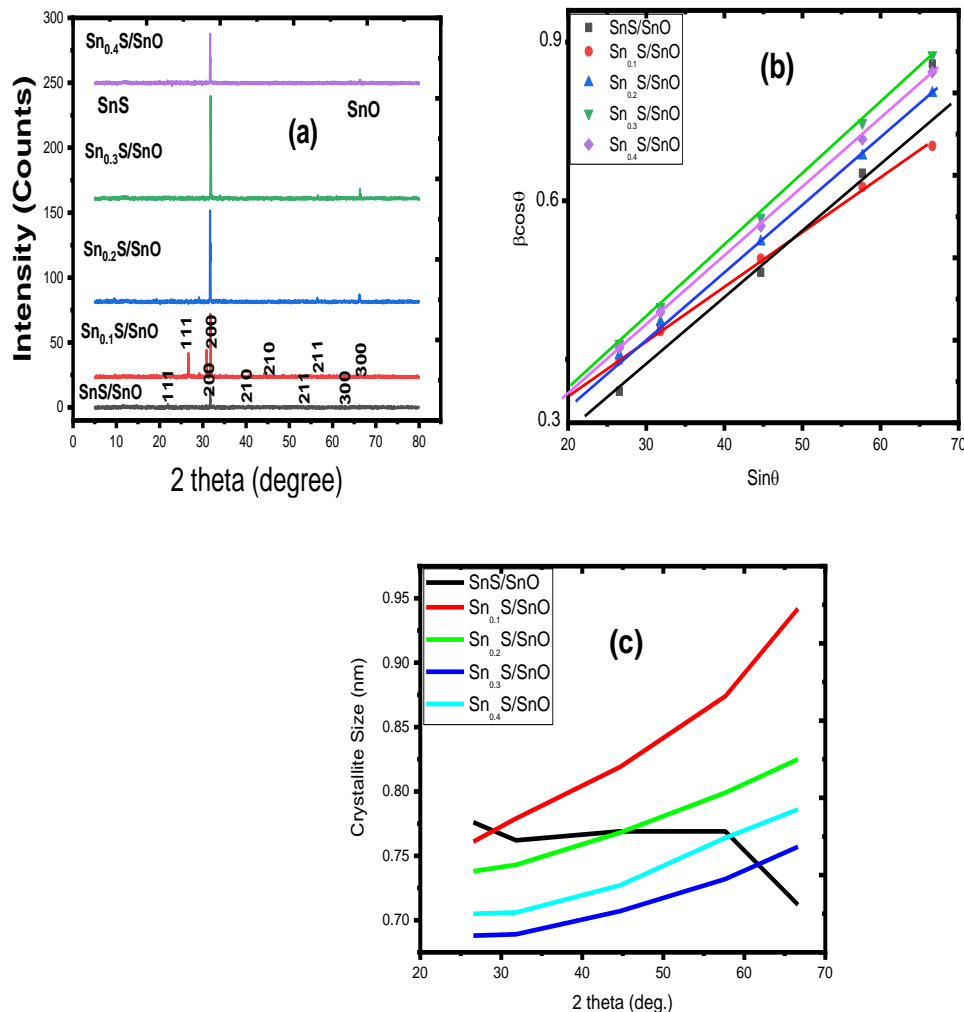 300
250
200
150
100
50
0
Intensity (Counts)
Sn0.4S/SnO
SnS
SnO
(a)
Sn0.3S/SnO
Sn0.2S/SnO
Sn0.1S/SnO
SnS/SnO
111
200
210
211
300
111
200
210
211
300
0 10 20 30 40 50 60 70 80
2 theta (degree)
0.9
0.6
0.3
βcosθ
SnS/SnO
Sn0.1S/SnO
Sn0.2S/SnO
Sn0.3S/SnO
Sn0.4S/SnO
(b)
20 30 40 50 60 70
Sinθ
0.95
0.90
0.85
0.80
0.75
0.70
Crystallite Size (nm)
SnS/SnO
Sn0.1S/SnO
Sn0.2S/SnO
Sn0.3S/SnO
Sn0.4S/SnO
(c)
20 30 40 50 60 70
2 theta (deg.)